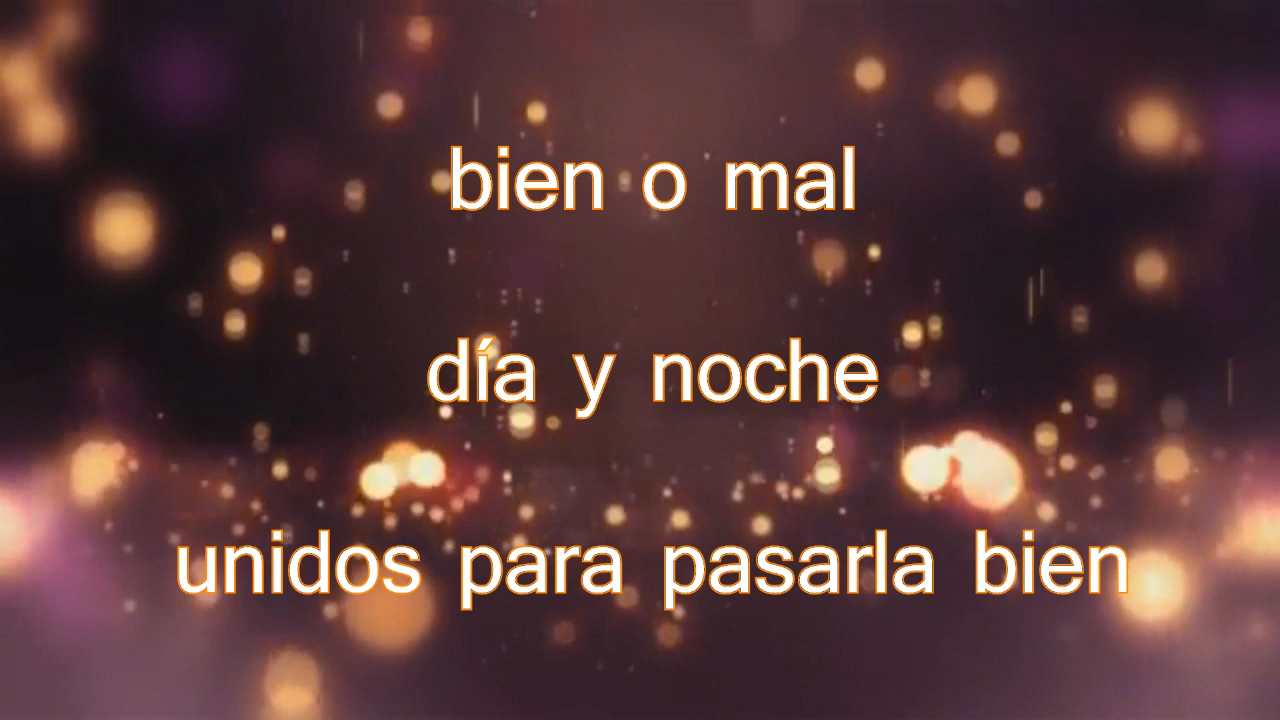 bien o mal
día y noche
unidos para pasarla bien